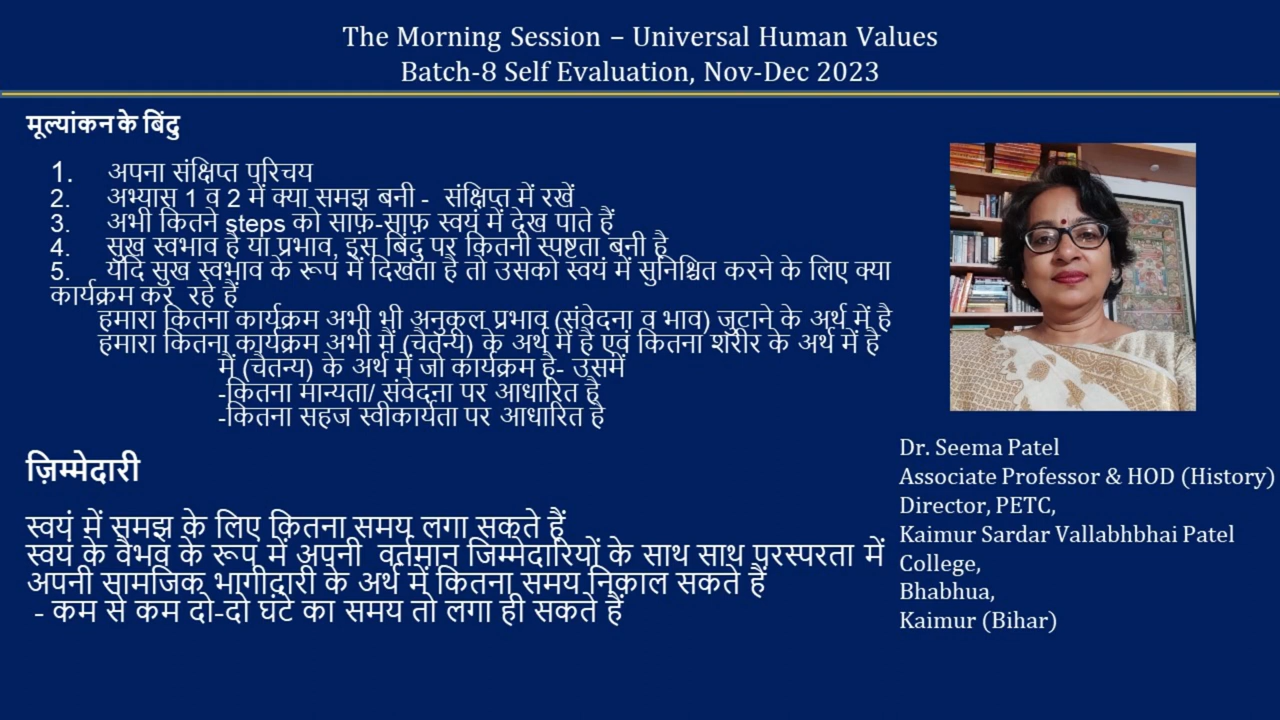 The Morning Session – Universal Human Values
Batch-8 Self Evaluation, Nov-Dec 2023
मूल्यांकन के बिंदु
1. अपना संक्षिप्त परिचय
2. अभ्यास 1 व 2 में क्या समझ बनी - संक्षिप्त में रखें
3. अभी कितने steps को साफ़-साफ़ स्वयं में देख पाते हैं
4. सुख स्वभाव है या प्रभाव, इस बिंदु पर कितनी स्पष्टता बनी है
5. यदि सुख स्वभाव के रूप में दिखता है तो उसको स्वयं में सुनिश्चित करने के लिए क्या
कार्यक्रम कर रहे हैं
हमारा कितना कार्यक्रम अभी भी अनुकूल प्रभाव (संवेदना व भाव) जुटाने के अर्थ में है
हमारा कितना कार्यक्रम अभी मैं (चैतन्य) के अर्थ में है एवं कितना शरीर के अर्थ में है
मैं (चैतन्य) के अर्थ में जो कार्यक्रम है- उसमें
-कितना मान्यता/ संवेदना पर आधारित है
-कितना सहज स्वीकार्यता पर आधारित है
ज़िम्मेदारी
स्वयं में समझ के लिए कितना समय लगा सकते हैं
स्वयं के वैभव के रूप में अपनी वर्तमान जिम्मेदारियों के साथ साथ परस्परता में
अपनी सामजिक भागीदारी के अर्थ में कितना समय निकाल सकते हैं
- कम से कम दो-दो घंटे का समय तो लगा ही सकते हैं
Dr. Seema Patel
Associate Professor & HOD (History)
Director, PETC,
Kaimur Sardar Vallabhbhai Patel
College,
Bhabhua,
Kaimur (Bihar)